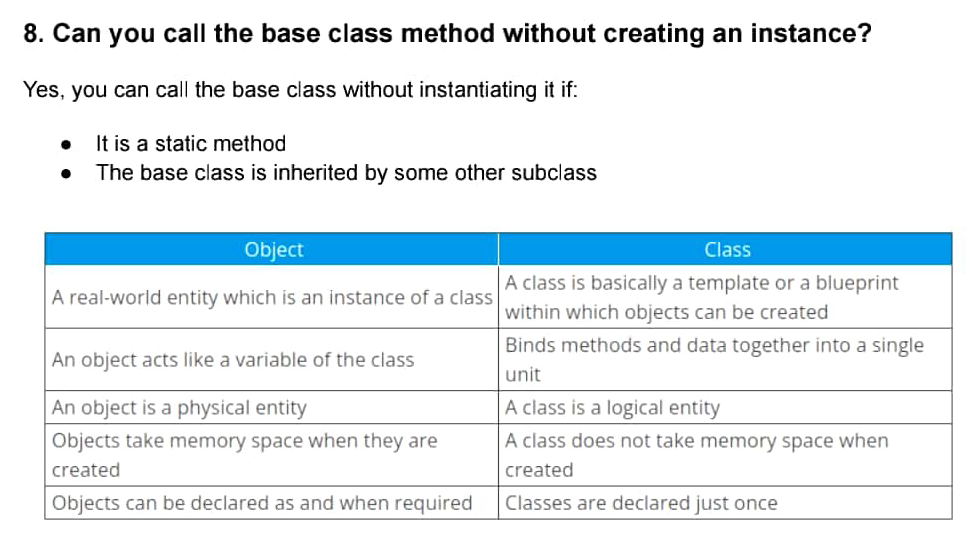 8. Can you call the base class method without creating an instance?
Yes, you can call the base class without instantiating it if:
● It is a static method
● The base class is inherited by some other subclass
Object
Class
A real-world entity which is an instance of a class
A class is basically a template or a blueprint
within which objects can be created
An object acts like a variable of the class
Binds methods and data together into a single
unit
An object is a physical entity
A class is a logical entity
Objects take memory space when they are
created
A class does not take memory space when
created
Objects can be declared as and when required
Classes are declared just once